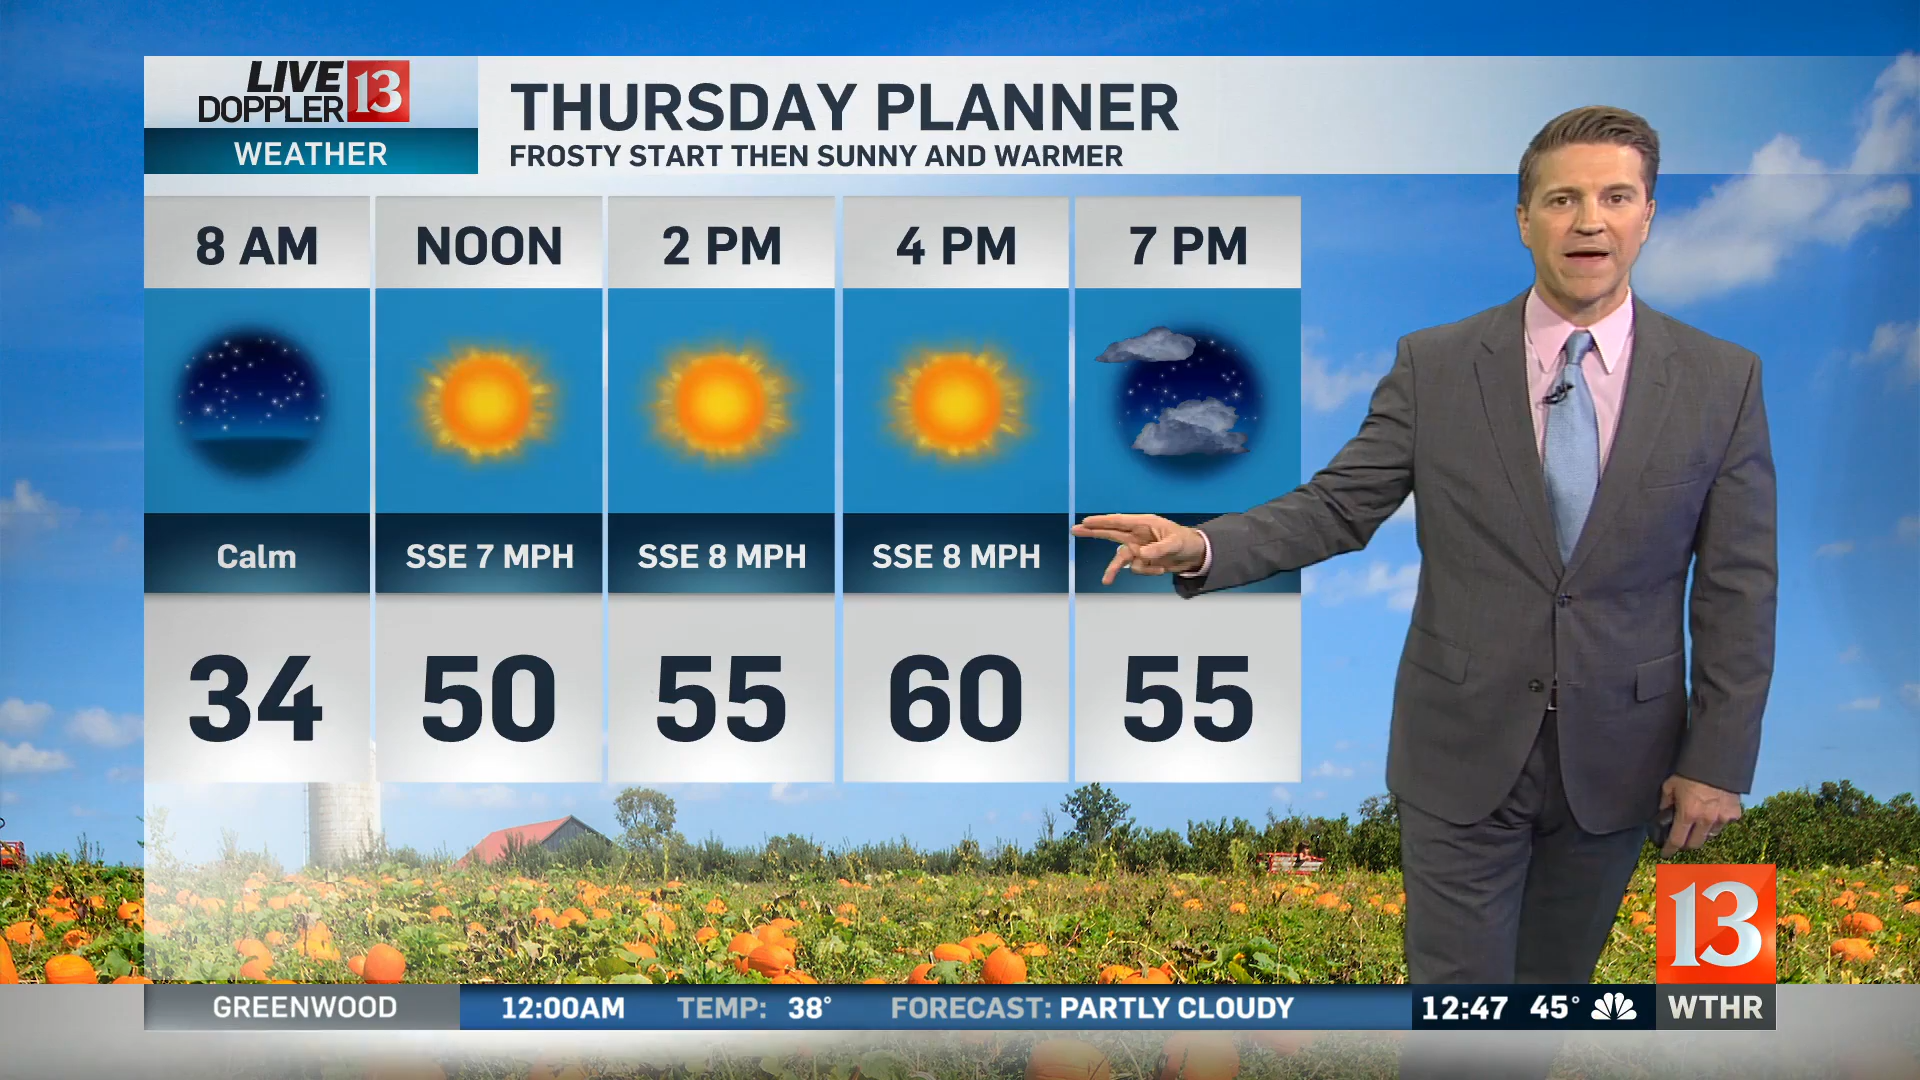 LIVE
DOPPLER 13
WEATHER
THURSDAY PLANNER
FROSTY START THEN SUNNY AND WARMER
8 AM
NOON
2 PM
4 PM
7 PM
Calm
SSE 7 MPH
SSE 8 MPH
SSE 8 MPH
34
50
55
60
55
13
GREENWOOD
12:00AM TEMP: 38° FORECAST: PARTLY CLOUDY
12:47 45°
WTHR